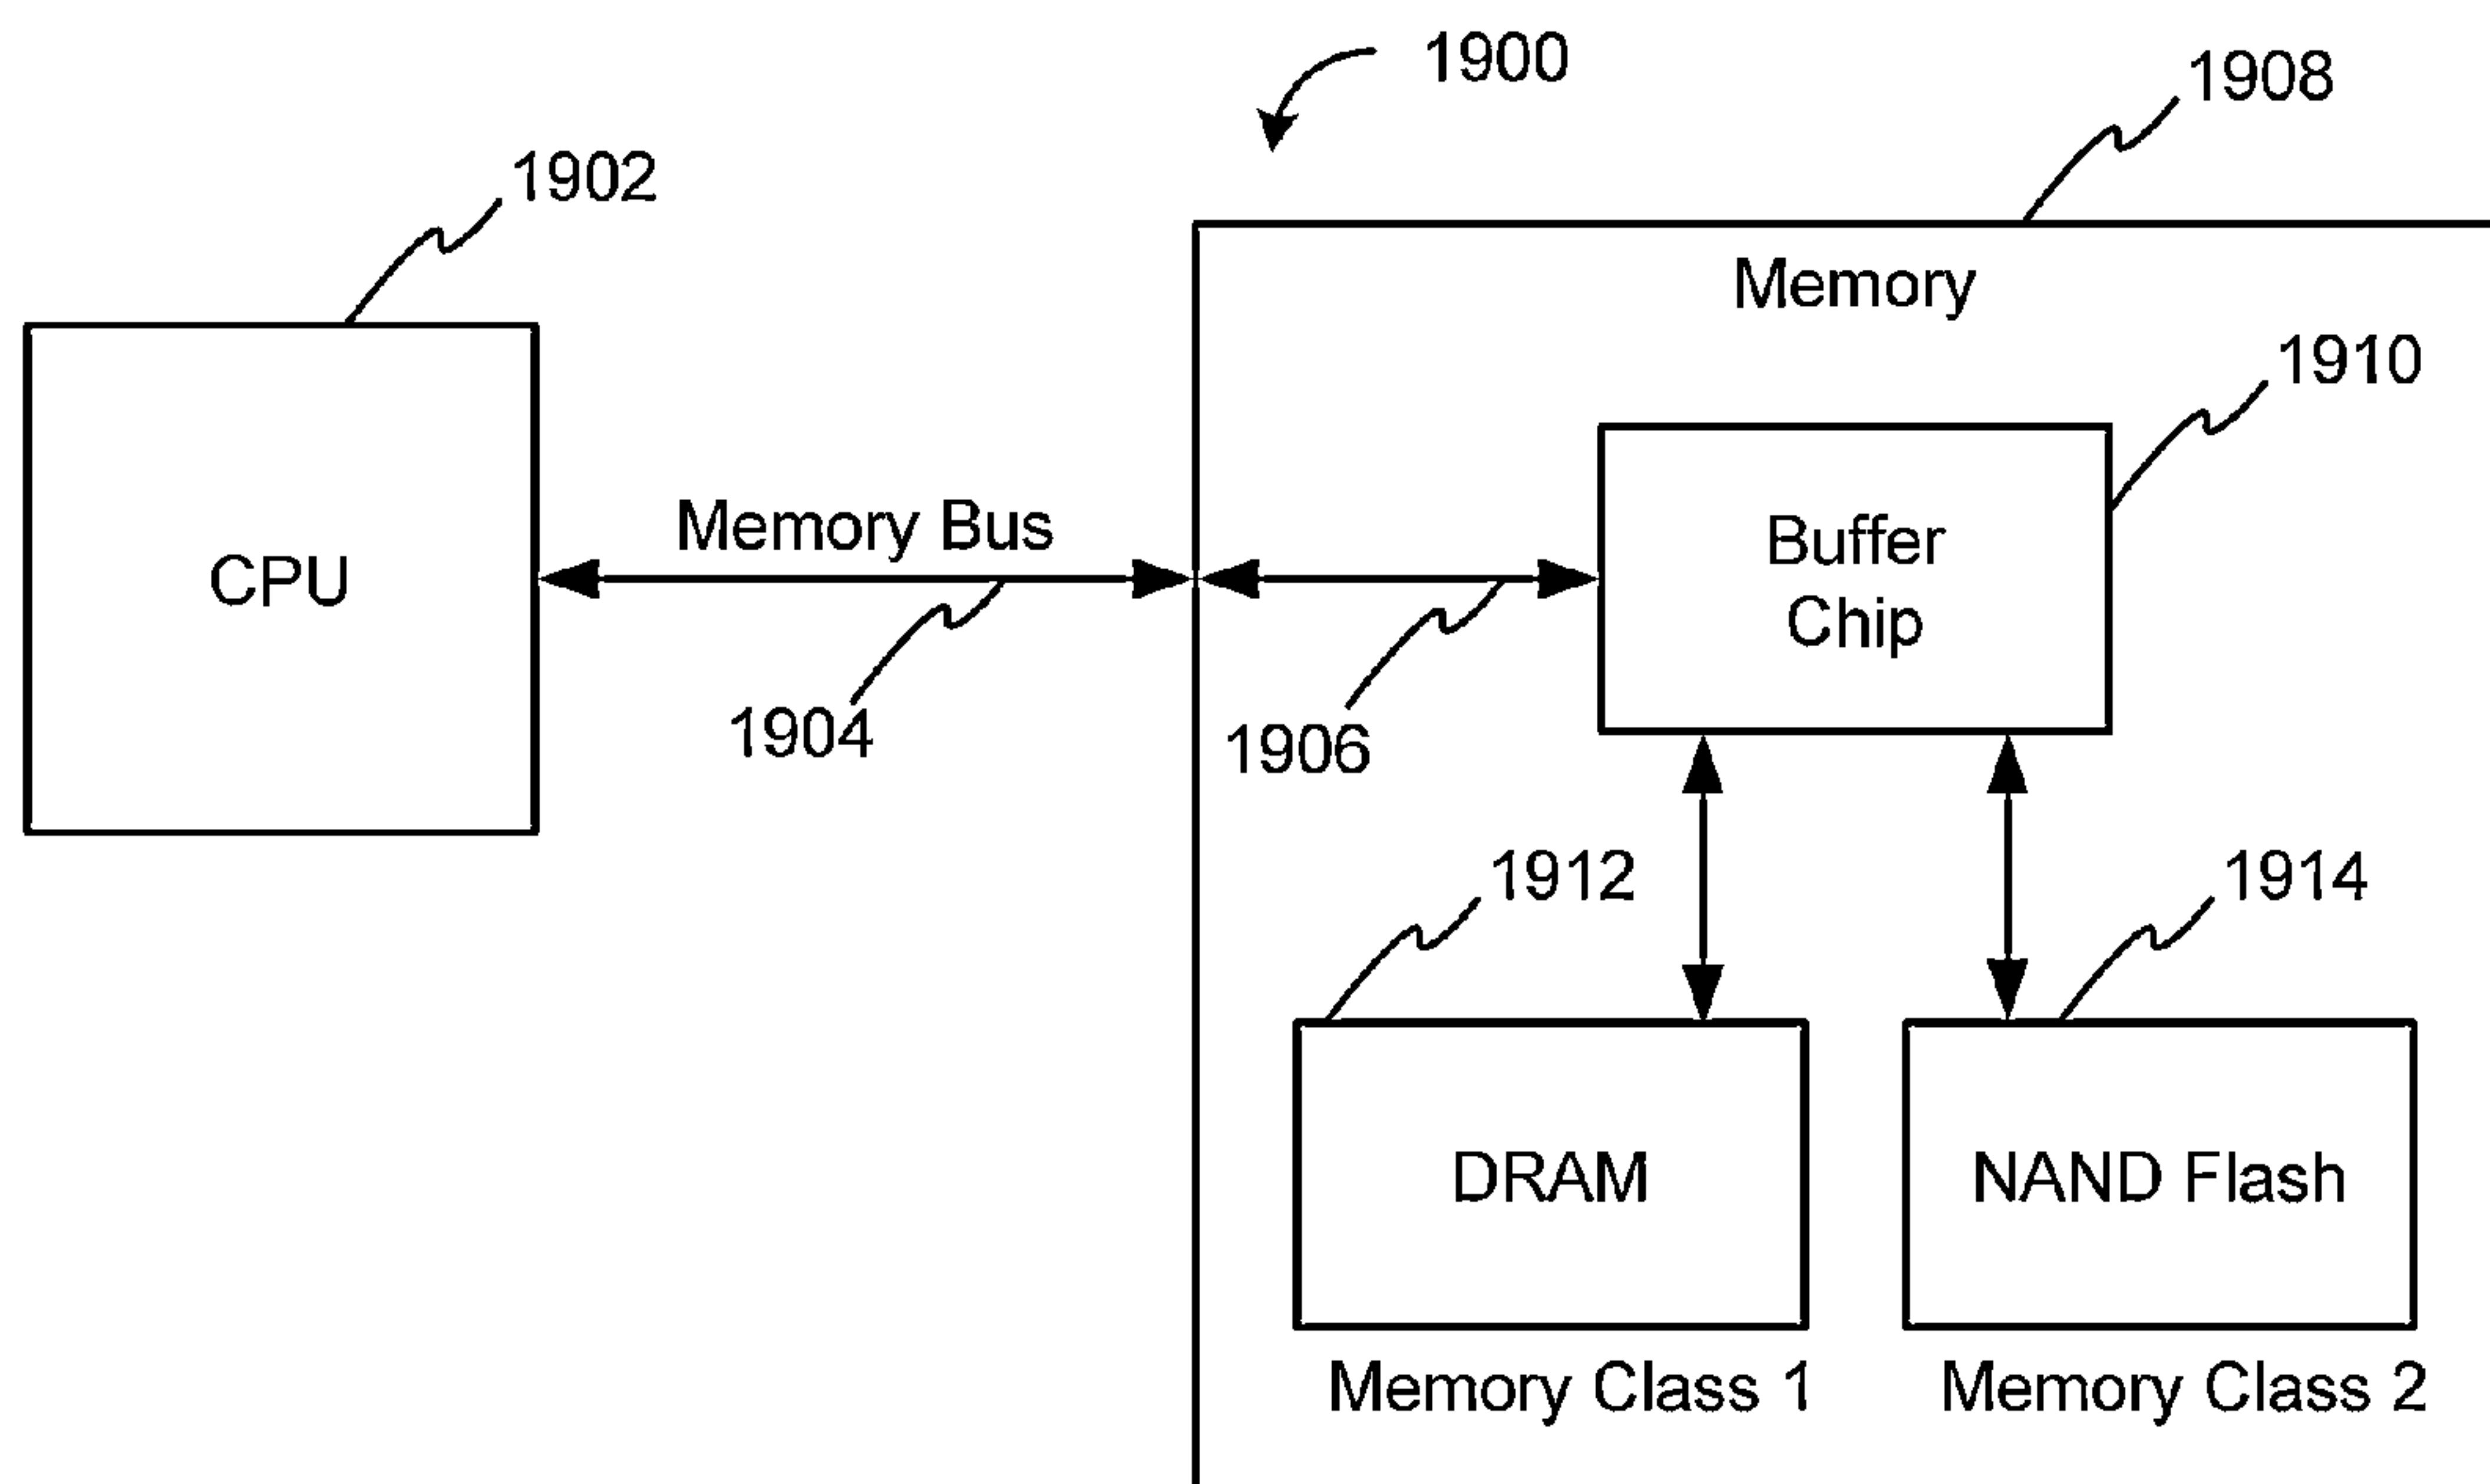 1900
1908
1902
Memory
1910
Memory Bus
Buffer
Chip
CPU
1904
1906
1912
1914
DRAM
NAND Flash
Memory Class 1
Memory Class 2